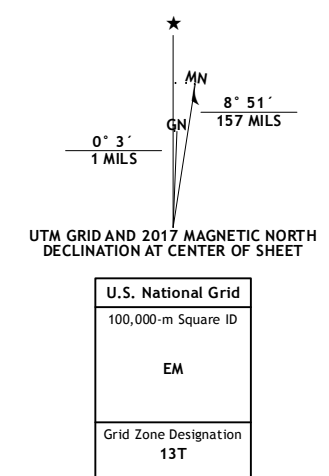 ★
MN
8° 51´
157 MILS
GN
0° 3´
1 MILS
UTM GRID AND 2017 MAGNETIC NORTH
DECLINATION AT CENTER OF SHEET
U.S. National Grid
100,000-m Square ID
EM
Grid Zone Designation
13T